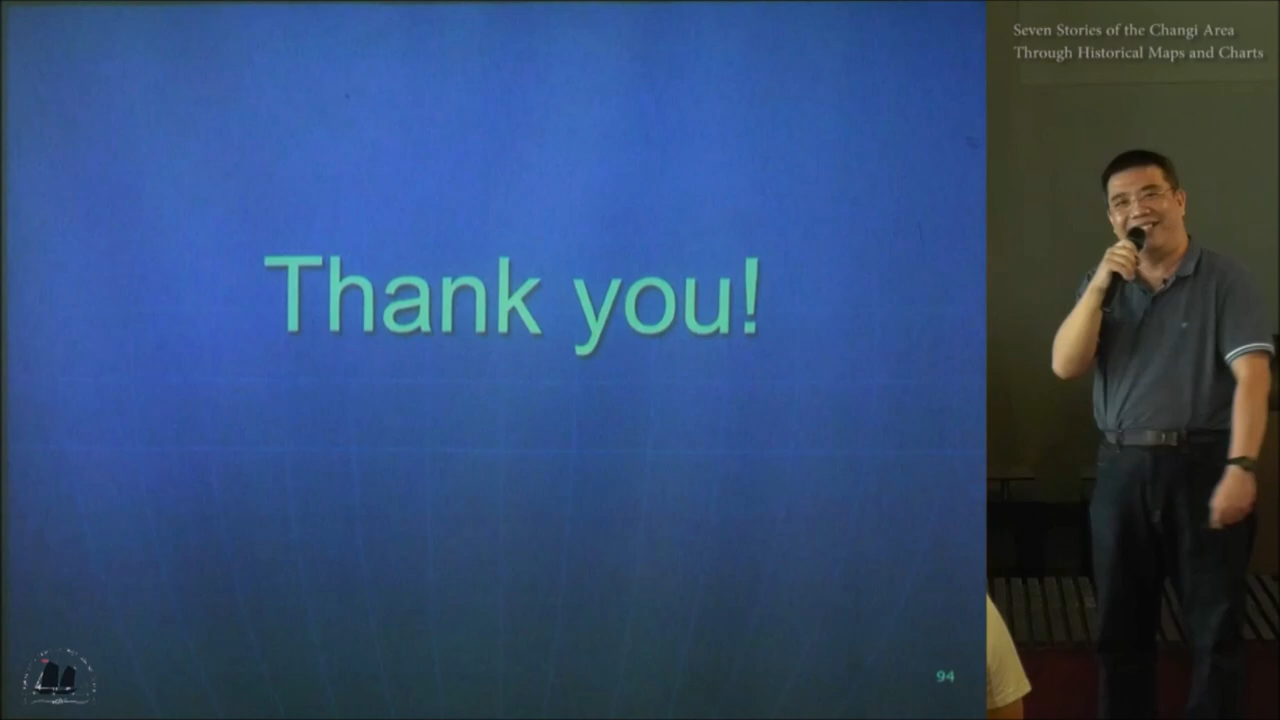 Seven Stories of the Changi Area
Through Historical Maps and Charts
Thank you!
94